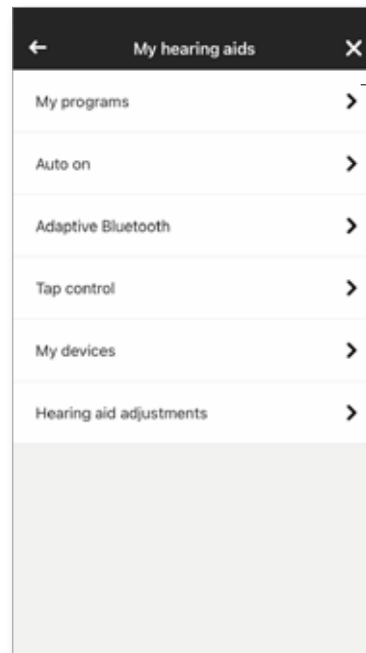 My hearing aids
My programs
Auto on
Adaptive Bluetooth
Tap control
My devices
Hearing aid adjustments